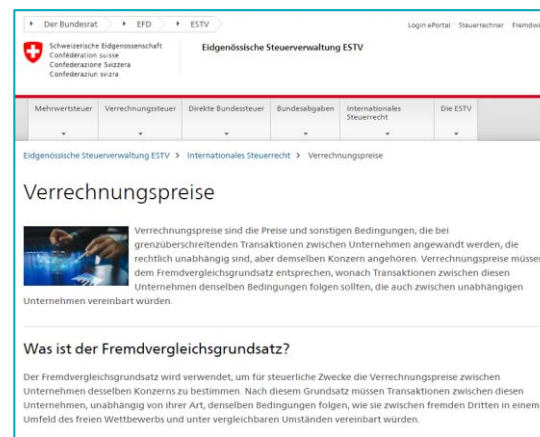 Der Bundesrat EFD ESTV Login ePortal Steuerrechner
Schweizerische Eidgenossenschaft
Confédération suisse
Confederazione Svizzera
Confederaziun svizra
Eidgenössische Steuerverwaltung ESTV
Mehrwertsteuer Verrechnungssteuer Direkte Bundessteuer Bundesabgaben Internationales Steuerrecht Die ESTV
Eidgenössische Steuerverwaltung ESTV > Internationales Steuerrecht > Verrechnungspreise
Verrechnungspreise
Verrechnungspreise sind die Preise und sonstigen Bedingungen, die bei
grenzüberschreitenden Transaktionen zwischen Unternehmen angewandt werden, die
rechtlich unabhängig sind, aber demselben Konzern angehören. Verrechnungspreise müssen
dem Fremdvergleichsgrundsatz entsprechen, wonach Transaktionen zwischen diesen
Unternehmen denselben Bedingungen folgen sollten, die auch zwischen unabhängigen
Unternehmen vereinbart würden.
Was ist der Fremdvergleichsgrundsatz?
Der Fremdvergleichsgrundsatz wird verwendet, um für steuerliche Zwecke die Verrechnungspreise zwischen
Unternehmen desselben Konzerns zu bestimmen. Nach diesem Grundsatz müssen Transaktionen zwischen diesen
Unternehmen, unabhängig von ihrer Art, denselben Bedingungen folgen, wie sie zwischen fremden Dritten in einem
Umfeld des freien Wettbewerbs und unter vergleichbaren Umständen vereinbart würden.